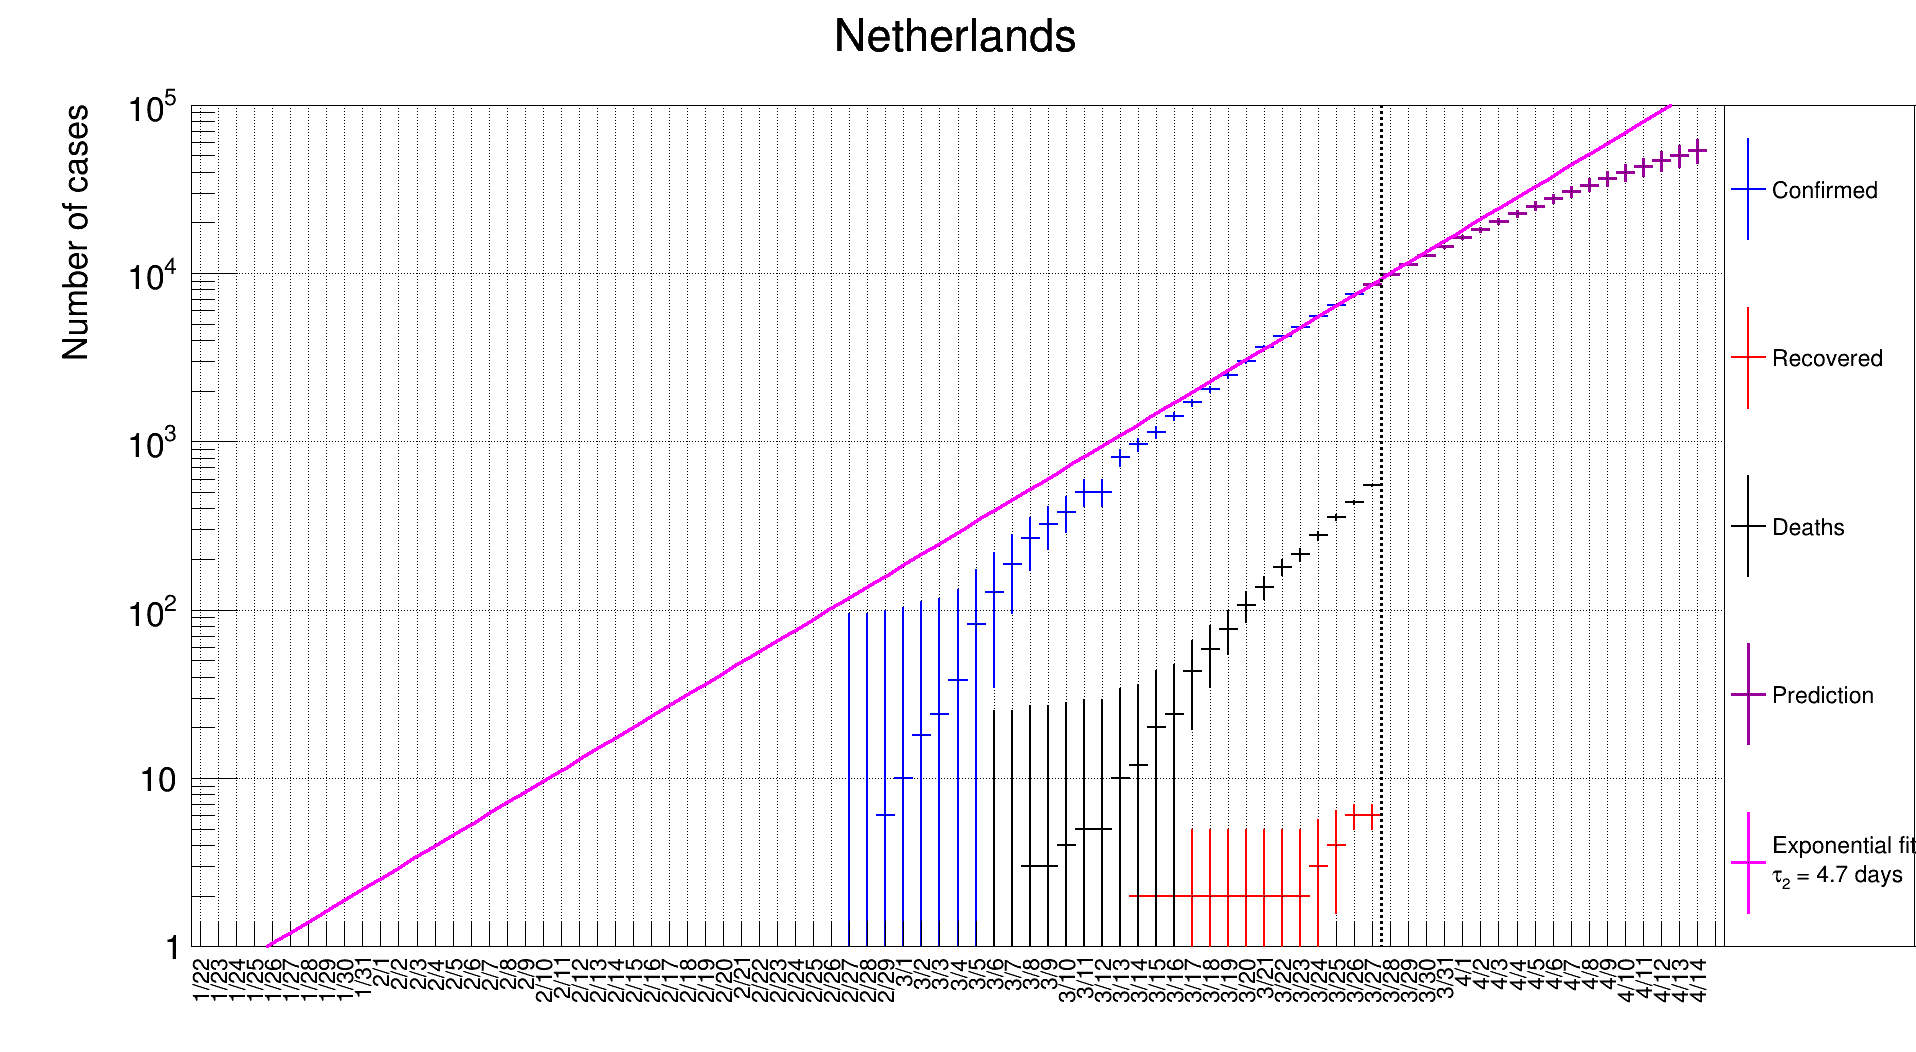 Netherlands
Number of cases
10^5
10^4
10^3
10^2
10
1
1/22 1/23 1/24 1/25 1/26 1/27 1/28 1/29 1/30 1/31 2/1 2/2 2/3 2/4 2/5 2/6 2/7 2/8 2/9 2/10 2/11 2/12 2/13 2/14 2/15 2/16 2/17 2/18 2/19 2/20 2/21 2/22 2/23 2/24 2/25 2/26 2/27 2/28 2/29 3/1 3/2 3/3 3/4 3/5 3/6 3/7 3/8 3/9 3/10 3/11 3/12 3/13 3/14 3/15 3/16 3/17 3/18 3/19 3/20 3/21 3/22 3/23 3/24 3/25 3/26 3/27 3/28 3/29 3/30 3/31 4/1 4/2 4/3 4/4 4/5 4/6 4/7 4/8 4/9 4/10 4/11 4/12 4/13 4/14
Confirmed
Recovered
Deaths
Prediction
Exponential fit
τ₂ = 4.7 days